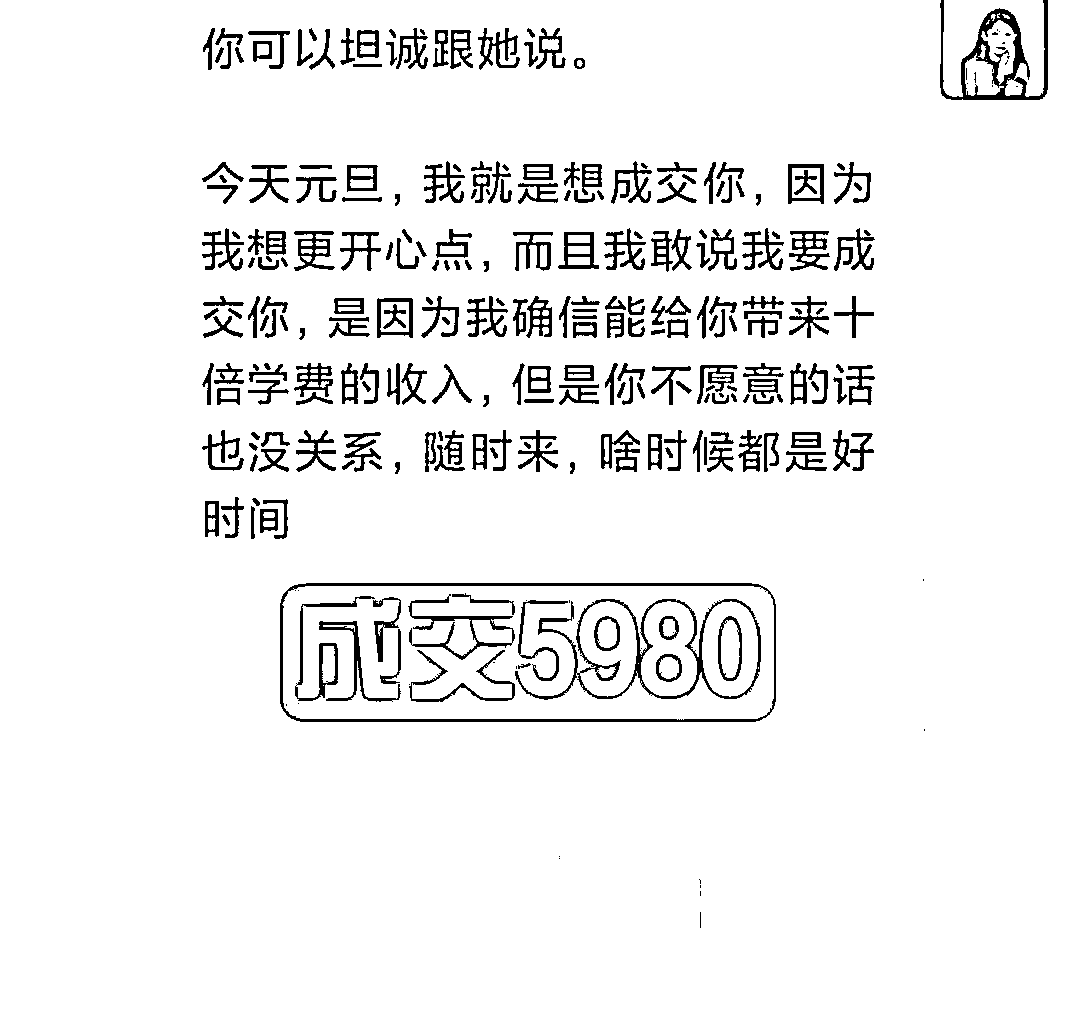 你可以坦诚跟她说。
今天元旦，我就是想成交你，因为
我想更开心点，而且我敢说我要成
交你，是因为我确信能给你带来十
倍学费的收入，但是你不愿意的话
也没关系，随时来，啥时候都是好
时间
成交5980